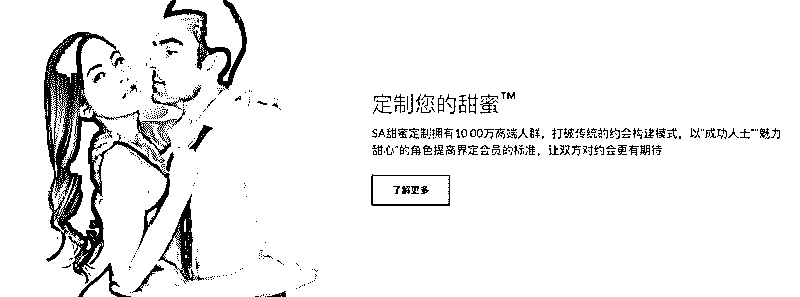 定制您的甜蜜™
SA甜蜜定制拥有1000万高端人群，打破传统的约会构建模式，以“成功人士”“魅力
甜心”的角色提高界定会员的标准，让双方对约会更有期待
了解更多